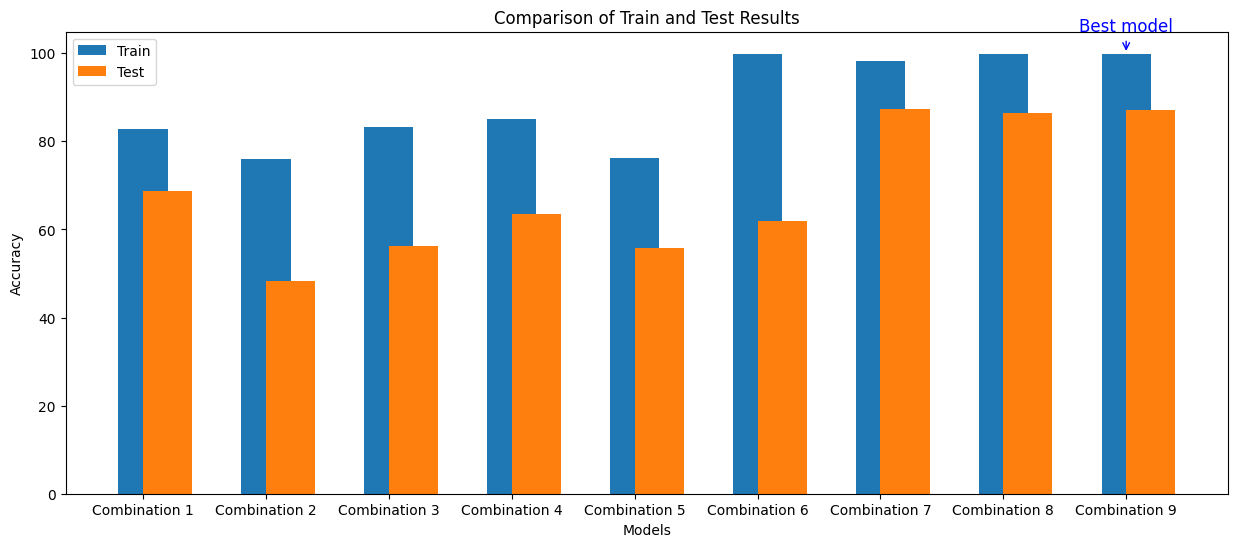 Comparison of Train and Test Results
Best model
Train
Test
Accuracy
100
80
60
40
20
0
Combination 1 Combination 2 Combination 3 Combination 4 Combination 5 Combination 6 Combination 7 Combination 8 Combination 9
Models